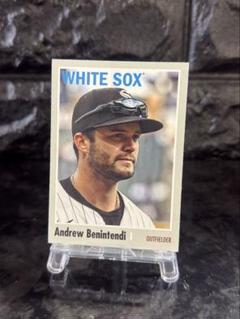 WHITE SOX
Andrew Benintendi
OUTFIELDER